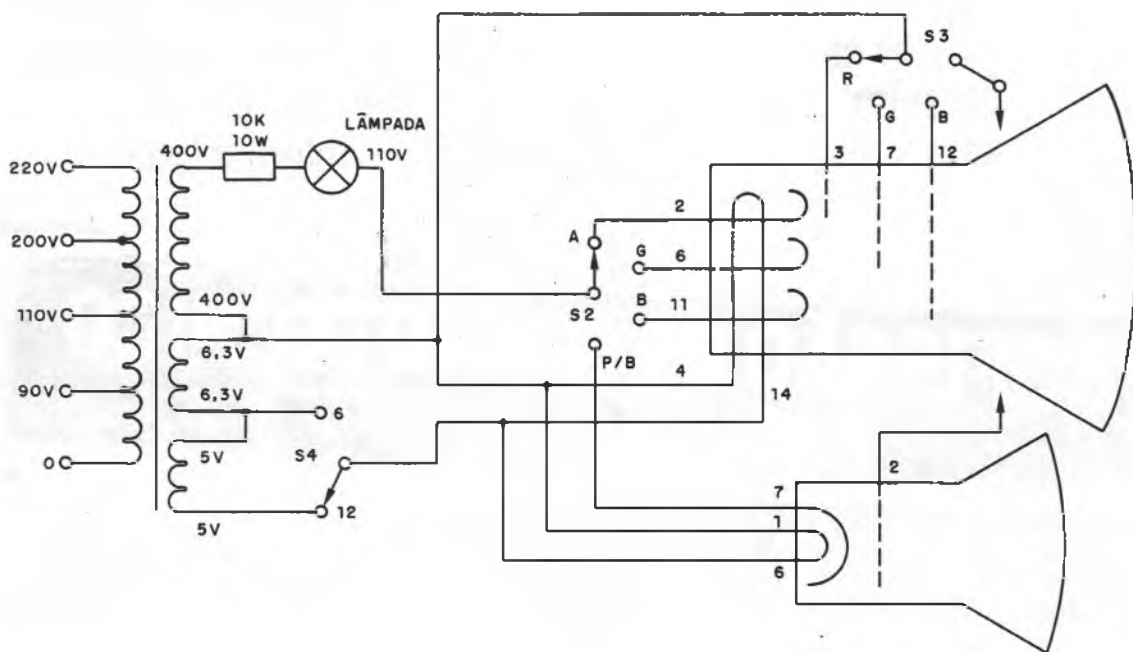 S3
R
G
B
10K
10W
LÂMPADA
400V
110V
3
7
12
220V
200V
110V
90V
0
2
A
G
6
S2
B
11
P/B
400V
6,3V
4
14
6,3V
6
5V
S4
12
5V
2
7
1
6